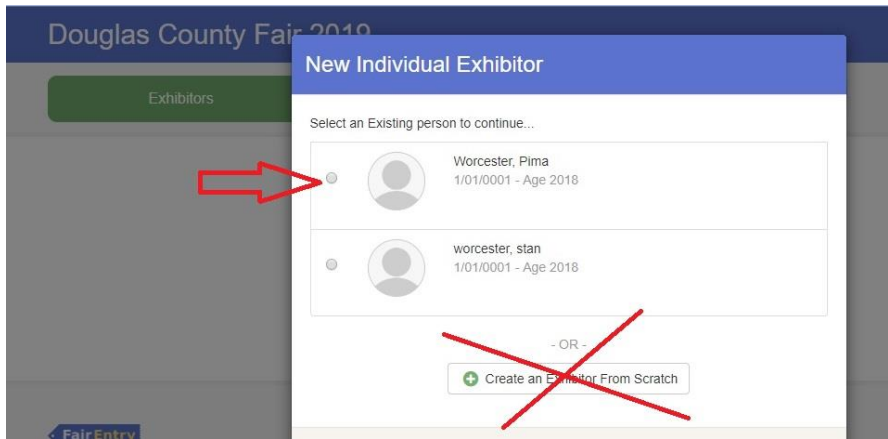 Douglas County Fair 2019
New Individual Exhibitor
Exhibitors
Select an Existing person to continue...
Worcester, Pima
1/01/0001 - Age 2018
worcester, stan
1/01/0001 - Age 2018
- OR -
Create an Exhibitor From Scratch
FairEntry